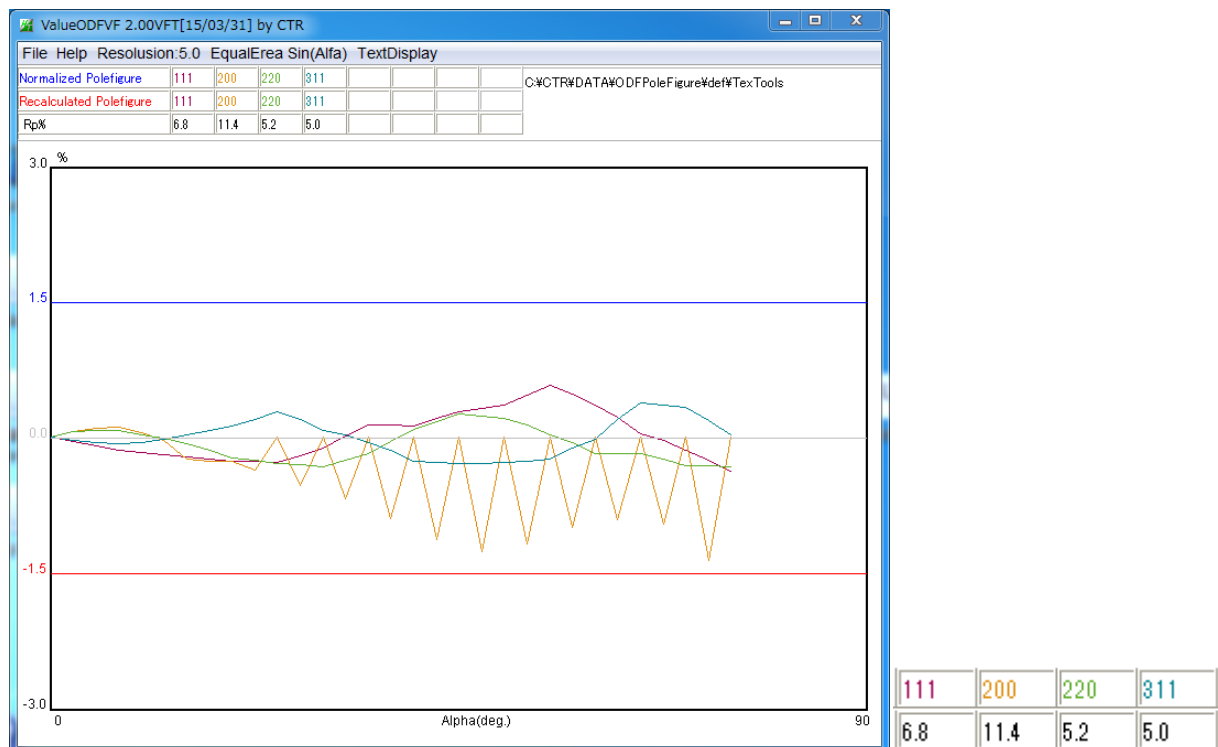 ValueODFVF 2.00VFT[15/03/31] by CTR
File Help Resolusion:5.0 EqualErea Sin(Alfa) TextDisplay
Normalized Polefigure 111 200 220 311
C:¥CTR¥DATA¥ODFPoleFigure¥def¥TexTools
Recalculated Polefigure 111 200 220 311
Rp% 6.8 11.4 5.2 5.0
3.0 %
1.5
0.0
-1.5
-3.0
0 Alpha(deg.) 90
111 200 220 311
6.8 11.4 5.2 5.0